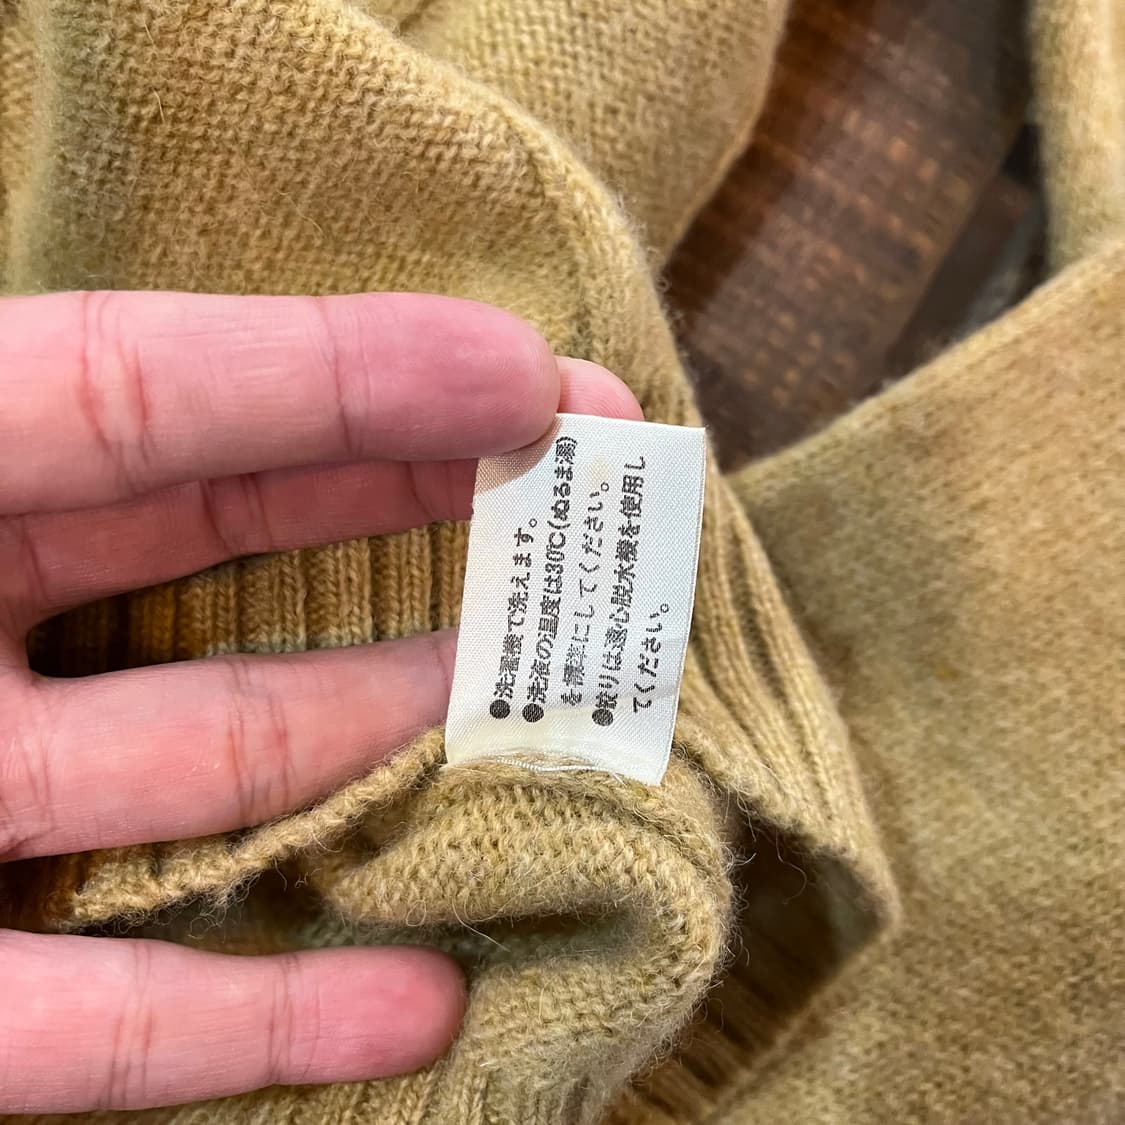 ●洗濯機で洗えます。
●洗液の温度は30℃(ぬるま湯)
を標準にしてください。
●絞りは遠心脱水機を使用し
てください。